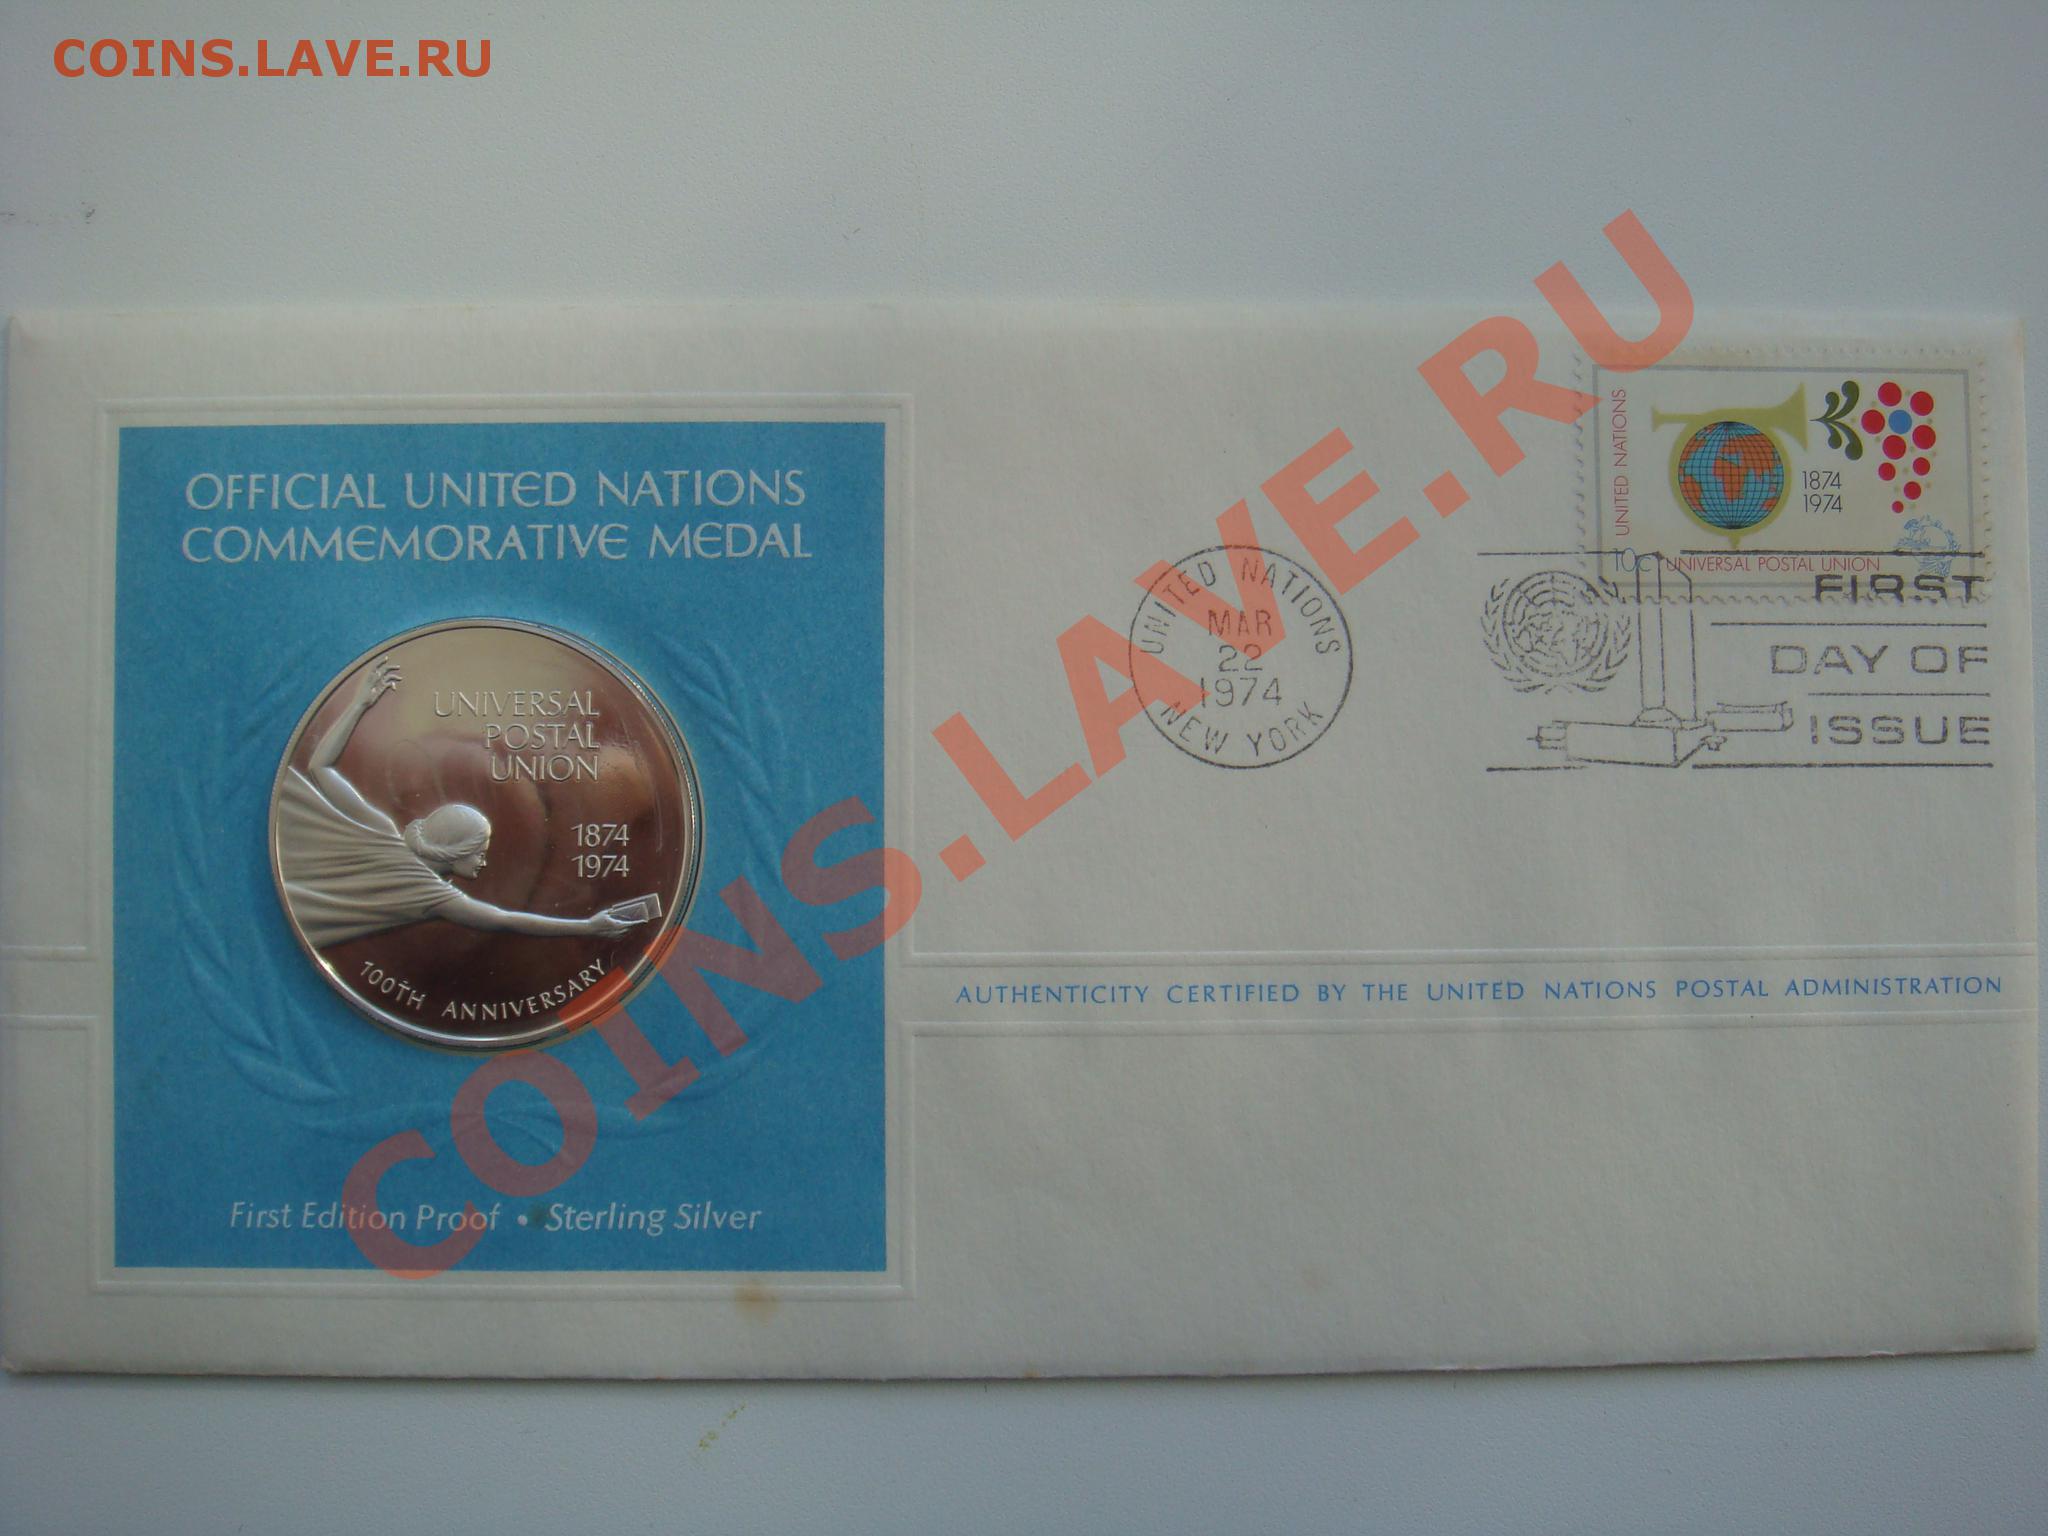 COINS.LAVE.RU
OFFICIAL UNITED NATIONS
COMMEMORATIVE MEDAL
UNIVERSAL
POSTAL
UNION
1874
1974
100TH ANNIVERSARY
First Edition Proof • Sterling Silver
UNITED NATIONS
MAR
22
1974
NEW YORK
UNITED NATIONS
1874
1974
10c UNIVERSAL POSTAL UNION
FIRST
DAY OF
ISSUE
AUTHENTICITY CERTIFIED BY THE UNITED NATIONS POSTAL ADMINISTRATION
COINS.LAVE.RU